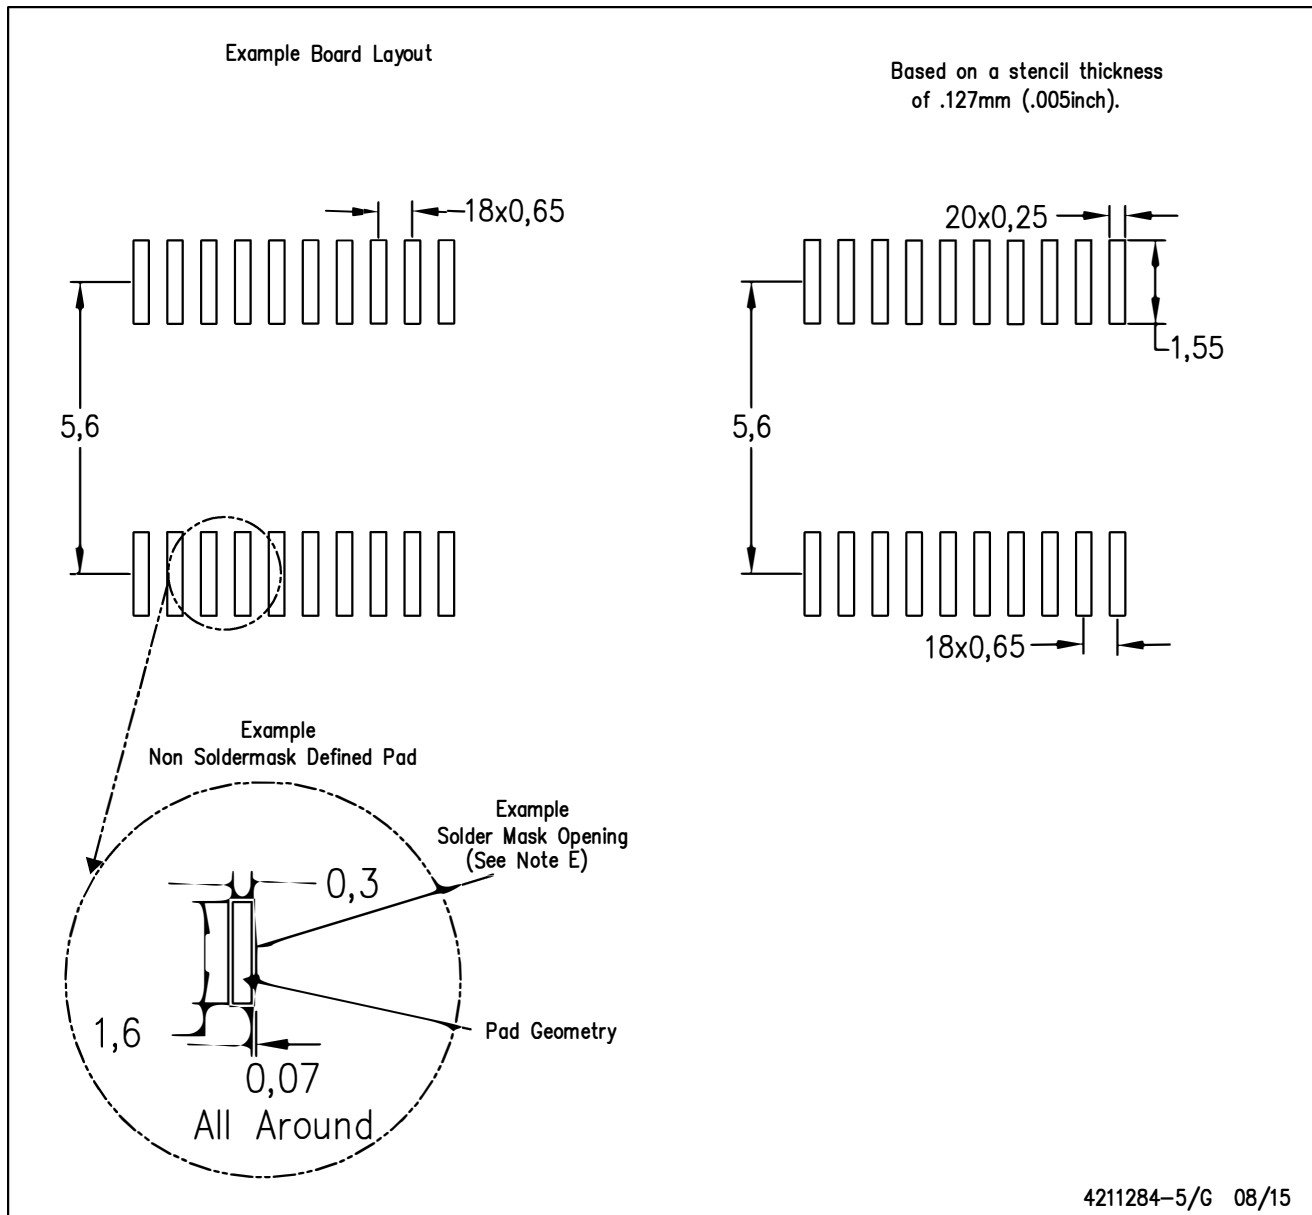 Example Board Layout
Based on a stencil thickness
of .127mm (.005inch).
18x0,65
20x0,25
1,55
5,6
5,6
18x0,65
Example
Non Soldermask Defined Pad
Example
Solder Mask Opening
(See Note E)
0,3
1,6
Pad Geometry
0,07
All Around
4211284-5/G 08/15